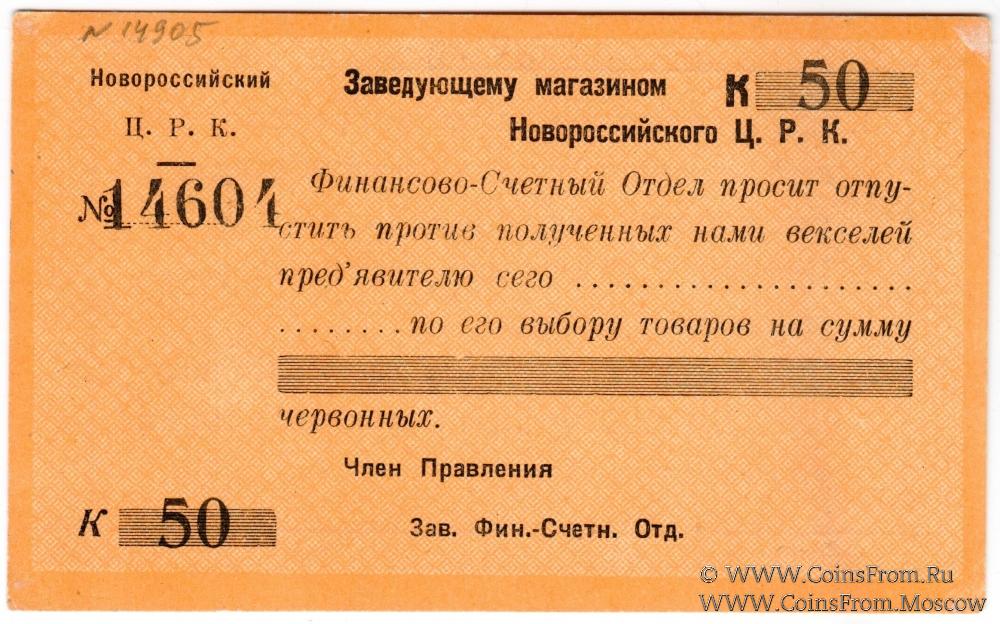 N 14905
Новороссийский
Ц. Р. К.
№ 14604
Заведующему магазином К 50
Новороссийского Ц. Р. К.
Финансово-Счетный Отдел просит отпу-
стить против полученных нами векселей
пред'явителю сего ......................
........ по его выбору товаров на сумму
червонных.
Член Правления
К 50
Зав. Фин.-Счетн. Отд.
© WWW.CoinsFrom.Ru
WWW.CoinsFrom.Moscow